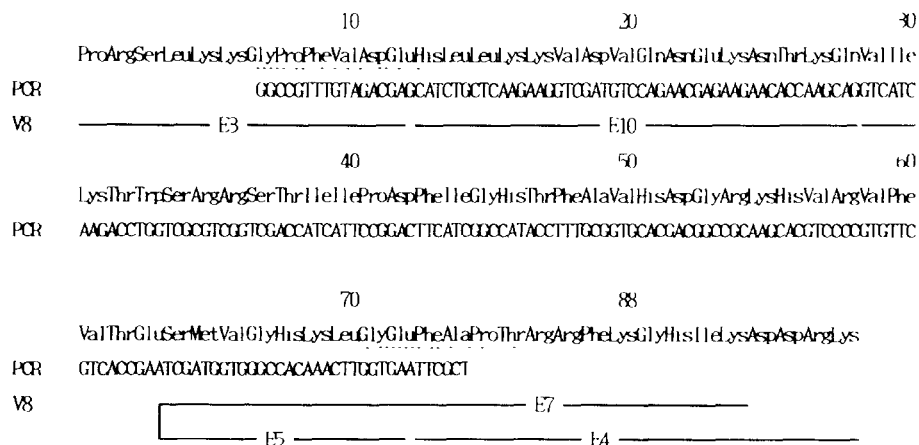 10 20 30
ProArgSerLeuLysLysGlyProPheValAspGluHisLeuLeuLysLysValAspValGlnAsnGluLysAsnThrLysGlnValIle
PCR GGCCGTTTGTAGACGAGCATCTGCTCAAGAAGGTCGATGTCCAGAACGAGAAGAACACCAAGCAGGTCATC
V8 E3 E10
40 50 60
LysThrTrpSerArgArgSerThrIleIleProAspPheIleGlyHisThrPheAlaValHisAspGlyArgLysHisValArgValPhe
PCR AAGACCTGGTCGCGTCGGTCGACCATCATTCCGGACTTCATCGGCCATACCTTTGCGGTGCACGACGGCCGCAAGCACGTCCCCGTGTTC
70 88
ValThrGluSerMetValGlyHisLysLeuGlyGluPheAlaProThrArgArgPheLysGlyHisIleLysAspAspArgLys
PCR GTCACCGAATCGATGGTGGGCCACAAACTTGGTGAATTCGCT
V8 E7
E5 E4